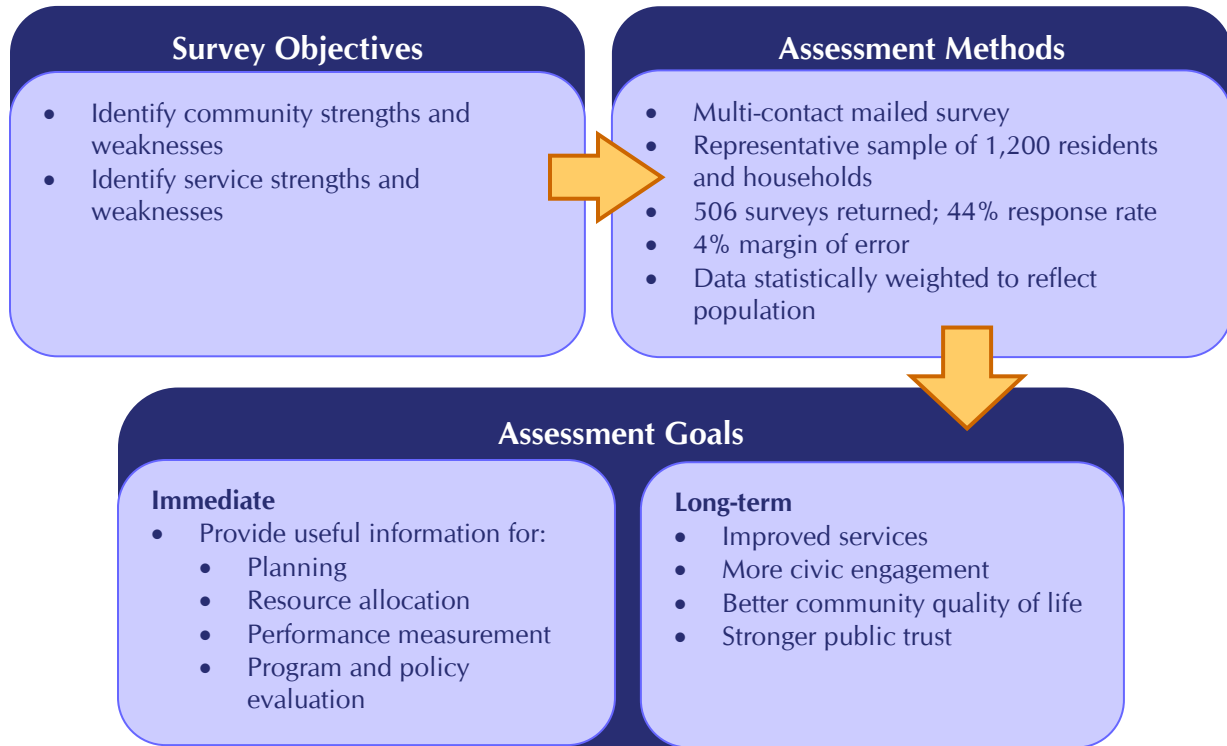 Survey Objectives
• Identify community strengths and
weaknesses
• Identify service strengths and
weaknesses
Assessment Methods
• Multi-contact mailed survey
• Representative sample of 1,200 residents
and households
• 506 surveys returned; 44% response rate
• 4% margin of error
• Data statistically weighted to reflect
population
Assessment Goals
Immediate
• Provide useful information for:
• Planning
• Resource allocation
• Performance measurement
• Program and policy
evaluation
Long-term
• Improved services
• More civic engagement
• Better community quality of life
• Stronger public trust